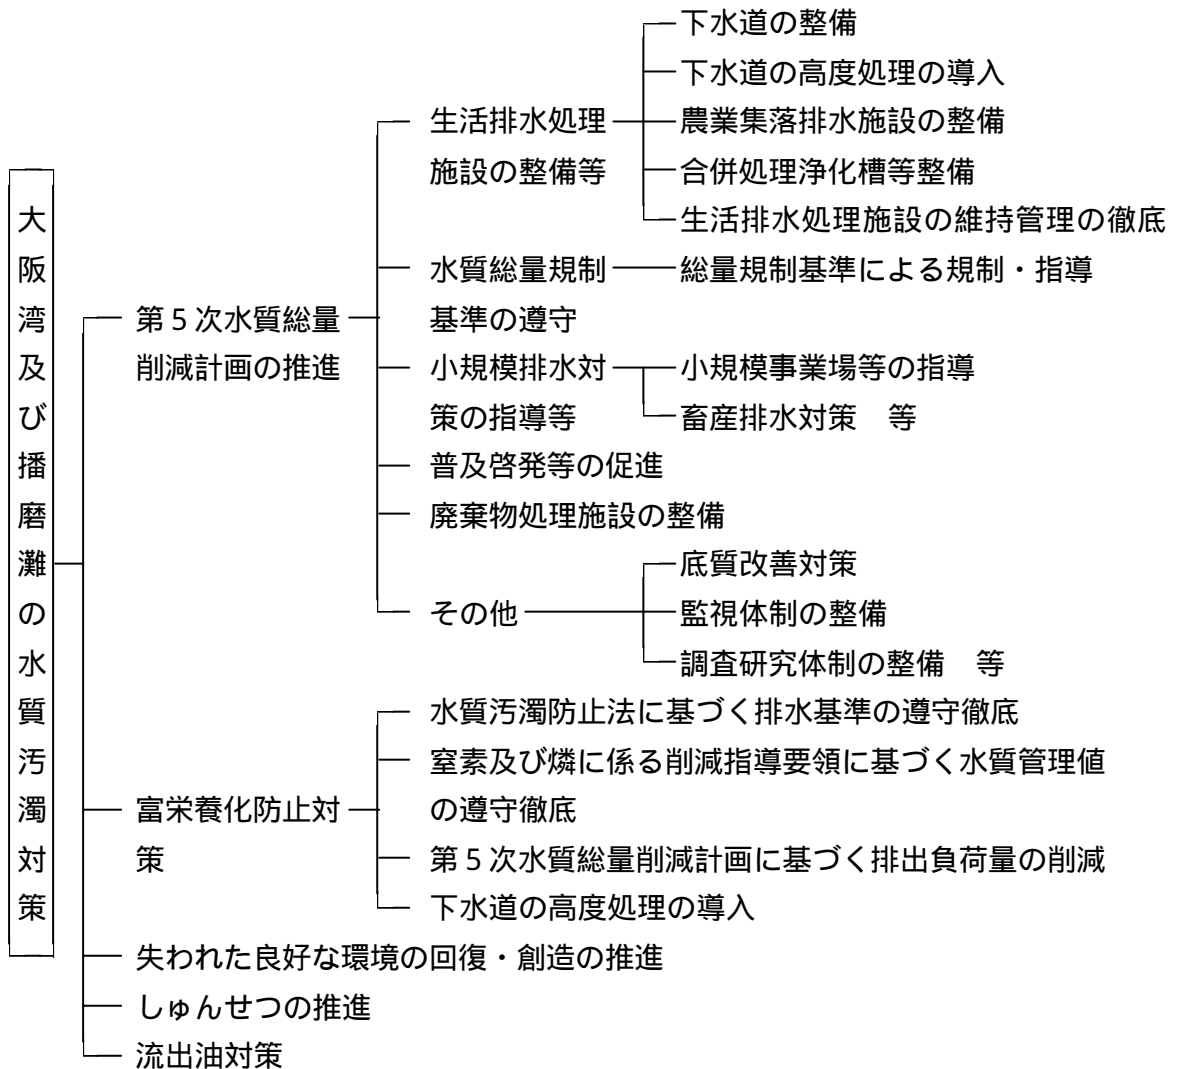 大阪湾及び播磨灘の水質汚濁対策
第５次水質総量
削減計画の推進
生活排水処理
施設の整備等
下水道の整備
下水道の高度処理の導入
農業集落排水施設の整備
合併処理浄化槽等整備
生活排水処理施設の維持管理の徹底
水質総量規制
基準の遵守
総量規制基準による規制・指導
小規模排水対
策の指導等
小規模事業場等の指導
畜産排水対策　等
普及啓発等の促進
廃棄物処理施設の整備
その他
底質改善対策
監視体制の整備
調査研究体制の整備　等
富栄養化防止対
策
水質汚濁防止法に基づく排水基準の遵守徹底
窒素及び燐に係る削減指導要領に基づく水質管理値
の遵守徹底
第５次水質総量削減計画に基づく排出負荷量の削減
下水道の高度処理の導入
失われた良好な環境の回復・創造の推進
しゅんせつの推進
流出油対策